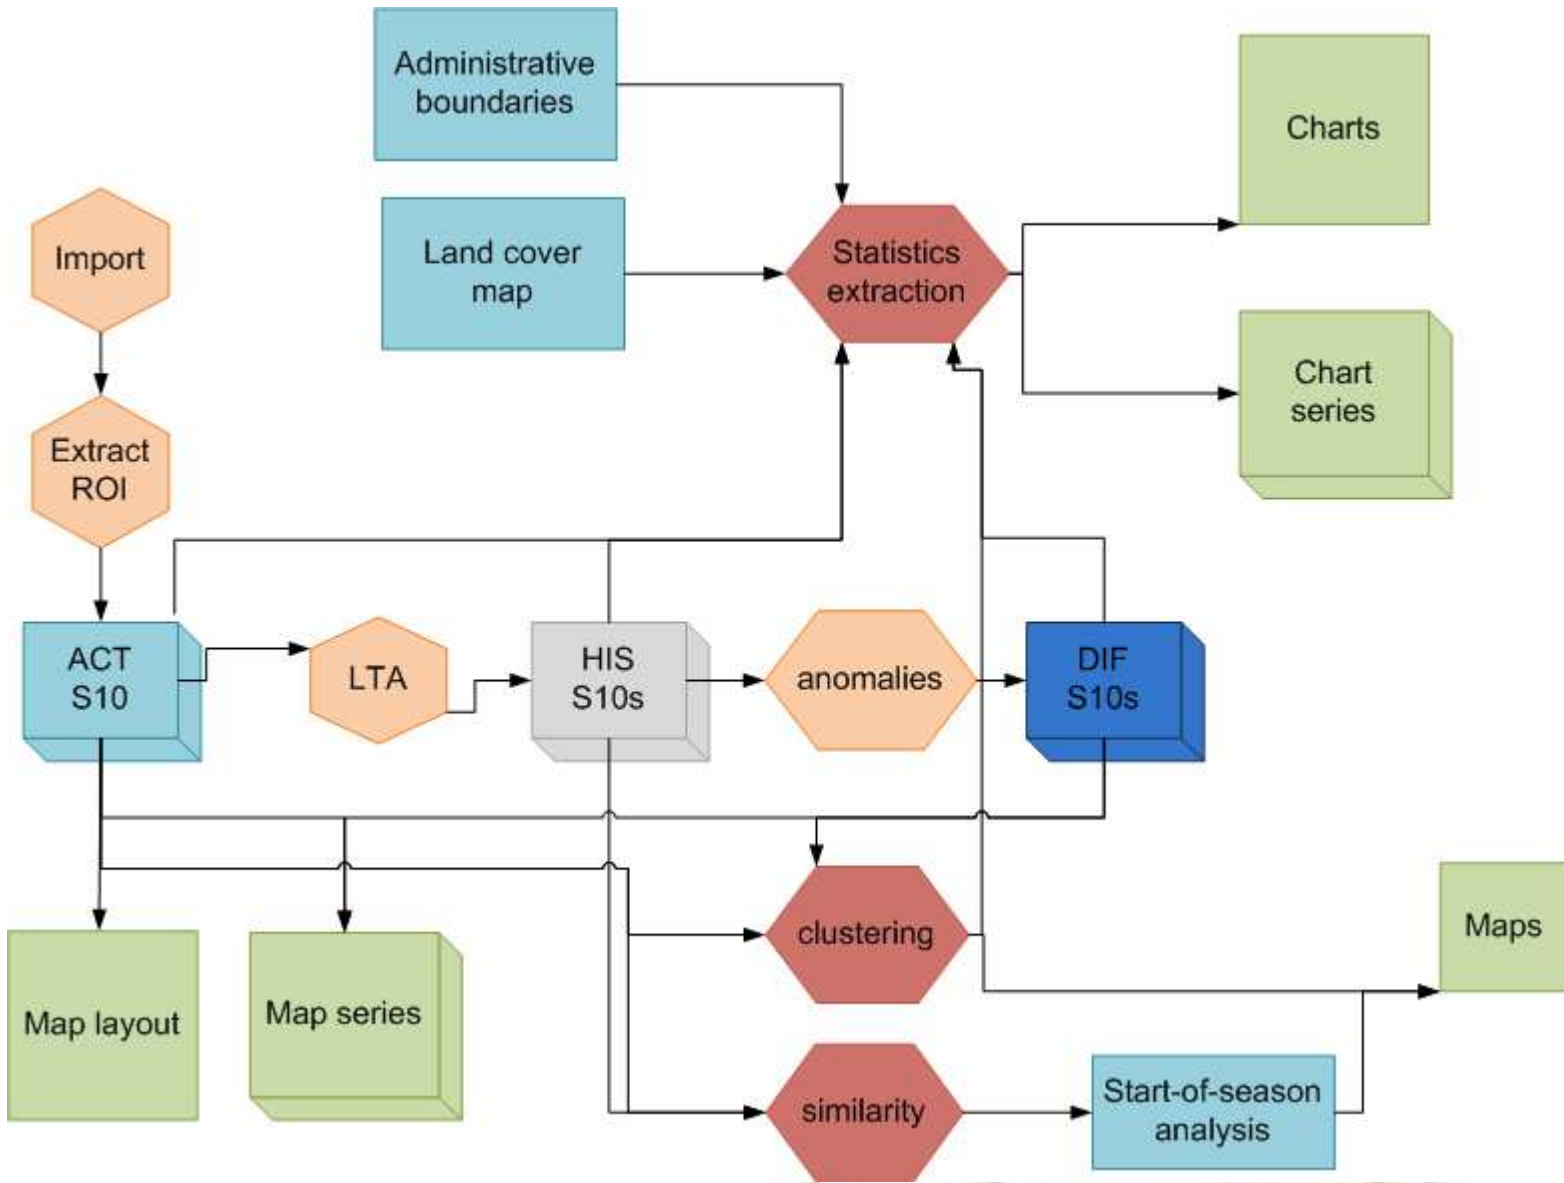 Administrative
boundaries
Charts
Import
Land cover
map
Statistics
extraction
Chart
series
Extract
ROI
ACT
S10
LTA
HIS
S10s
anomalies
DIF
S10s
clustering
Maps
Map layout
Map series
similarity
Start-of-season
analysis